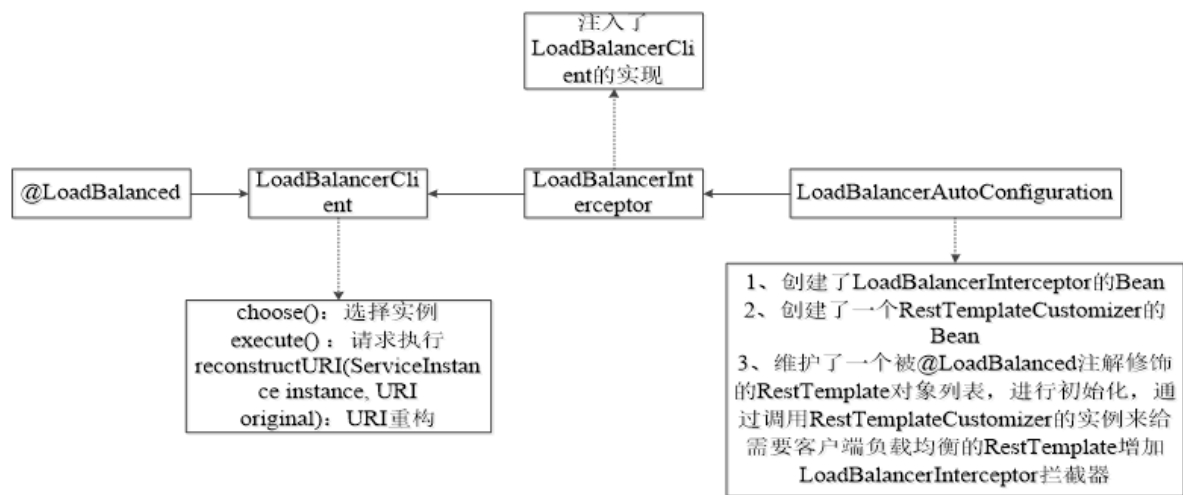 注入了
LoadBalancerCli
ent的实现
@LoadBalanced
LoadBalancerCli
ent
LoadBalancerInt
erceptor
LoadBalancerAutoConfiguration
choose()：选择实例
execute() ：请求执行
reconstructURI(ServiceInstan
ce instance, URI
original)：URI重构
1、创建了LoadBalancerInterceptor的Bean
2、创建了一个RestTemplateCustomizer的
Bean
3、维护了一个被@LoadBalanced注解修饰
的RestTemplate对象列表，进行初始化，通
过调用RestTemplateCustomizer的实例来给
需要客户端负载均衡的RestTemplate增加
LoadBalancerInterceptor拦截器